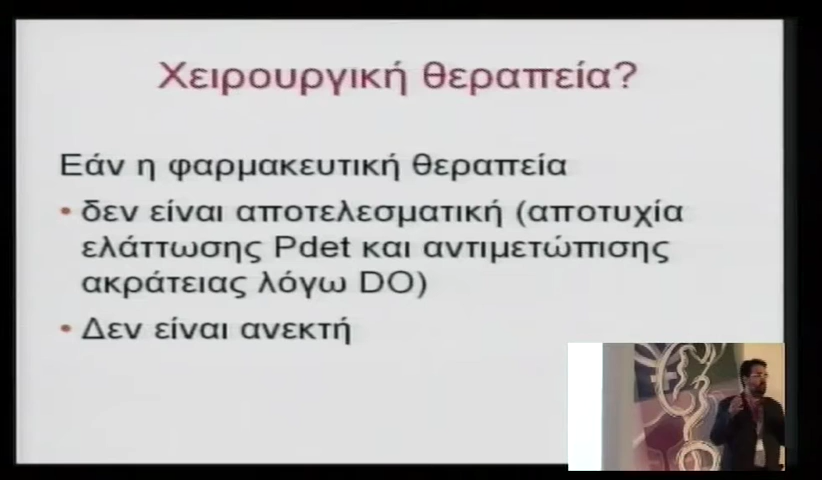 Χειρουργική θεραπεία?
Εάν η φαρμακευτική θεραπεία
• δεν είναι αποτελεσματική (αποτυχία
ελάττωσης Pdet και αντιμετώπισης
ακράτειας λόγω DO)
• Δεν είναι ανεκτή